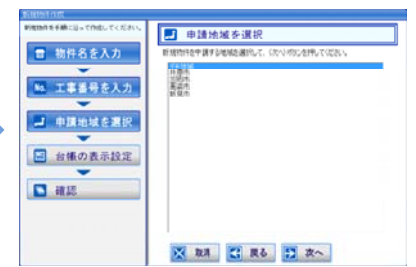 新規物件作成
新規物件を手順に沿って作成してください。
物件名を入力
No. 工事番号を入力
申請地域を選択
台帳の表示設定
確認
申請地域を選択
新規物件を申請する地域を選択して、(次へ)ボタンを押してください。
取消 戻る 次へ